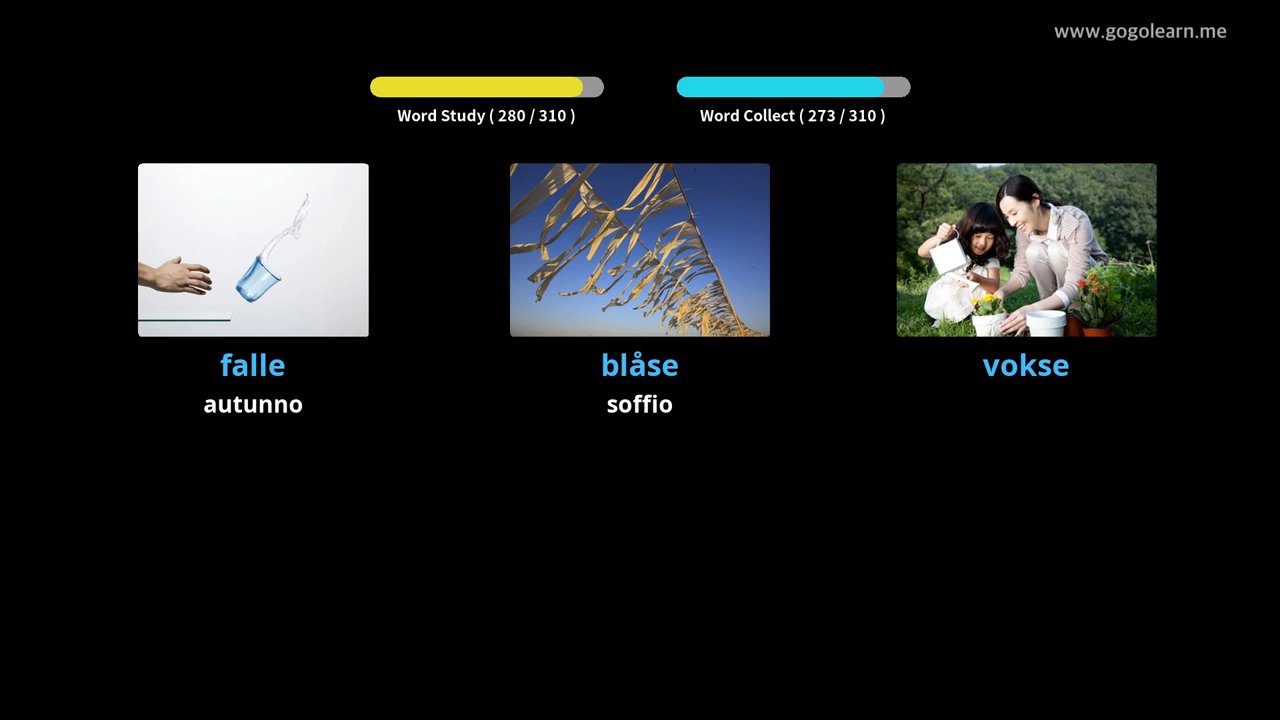 www.gogolearn.me
Word Study ( 280 / 310 )
Word Collect ( 273 / 310 )
falle
blåse
vokse
autunno
soffio